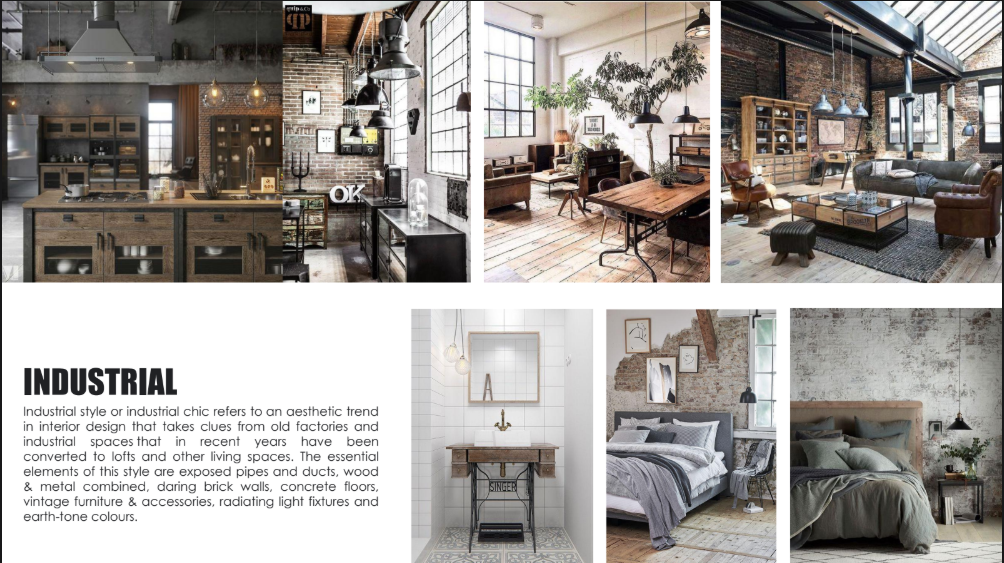 OK
INDUSTRIAL
Industrial style or industrial chic refers to an aesthetic trend
in interior design that takes clues from old factories and
industrial spaces that in recent years have been
converted to lofts and other living spaces. The essential
elements of this style are exposed pipes and ducts, wood
& metal combined, daring brick walls, concrete floors,
vintage furniture & accessories, radiating light fixtures and
earth-tone colours.
SINGER